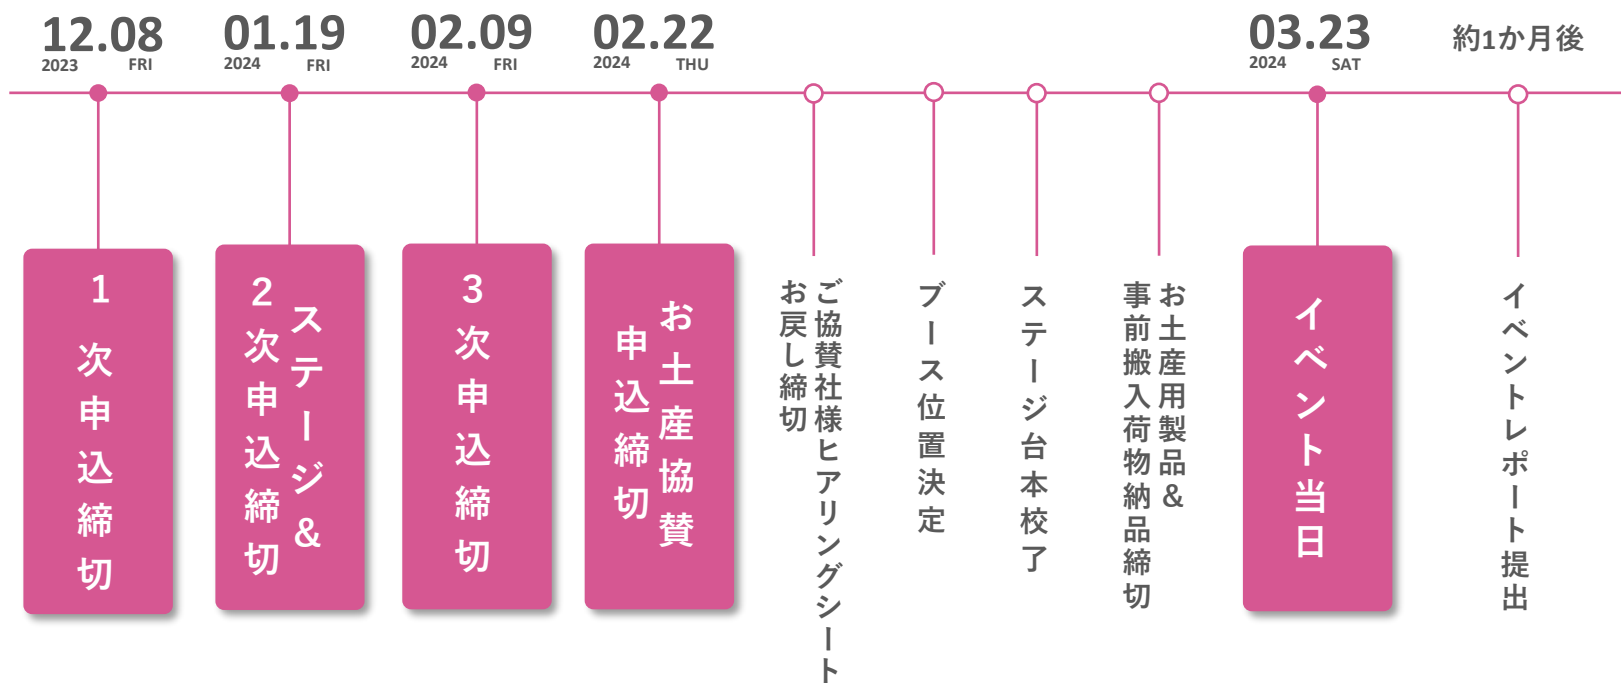 12.08
2023 FRI
01.19
2024 FRI
02.09
2024 FRI
02.22
2024 THU
03.23
2024 SAT
約1か月後
1次申込締切
ステージ&
2次申込締切
3次申込締切
お土産協賛
申込締切
ご協賛社様ヒアリングシート
お戻し締切
ブース位置決定
ステージ台本校了
お土産用製品&
事前搬入荷物納品締切
イベント当日
イベントレポート提出